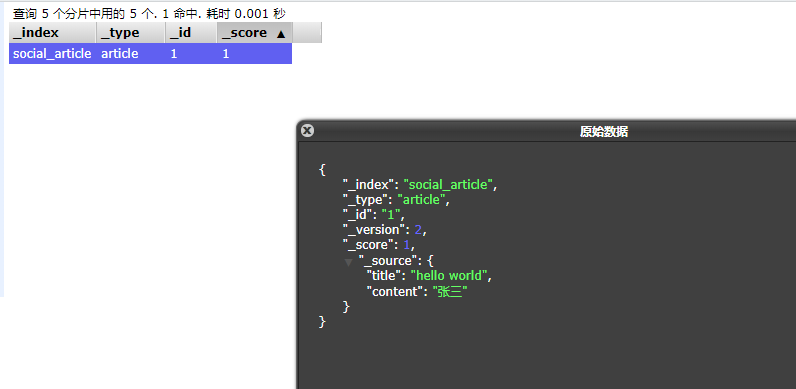 查询 5 个分片中用的 5 个. 1 命中. 耗时 0.001 秒
_index _type _id _score ▲
social_article article 1 1
原始数据
{
"_index": "social_article",
"_type": "article",
"_id": "1",
"_version": 2,
"_score": 1,
▼ "_source": {
"title": "hello world",
"content": "张三"
}
}